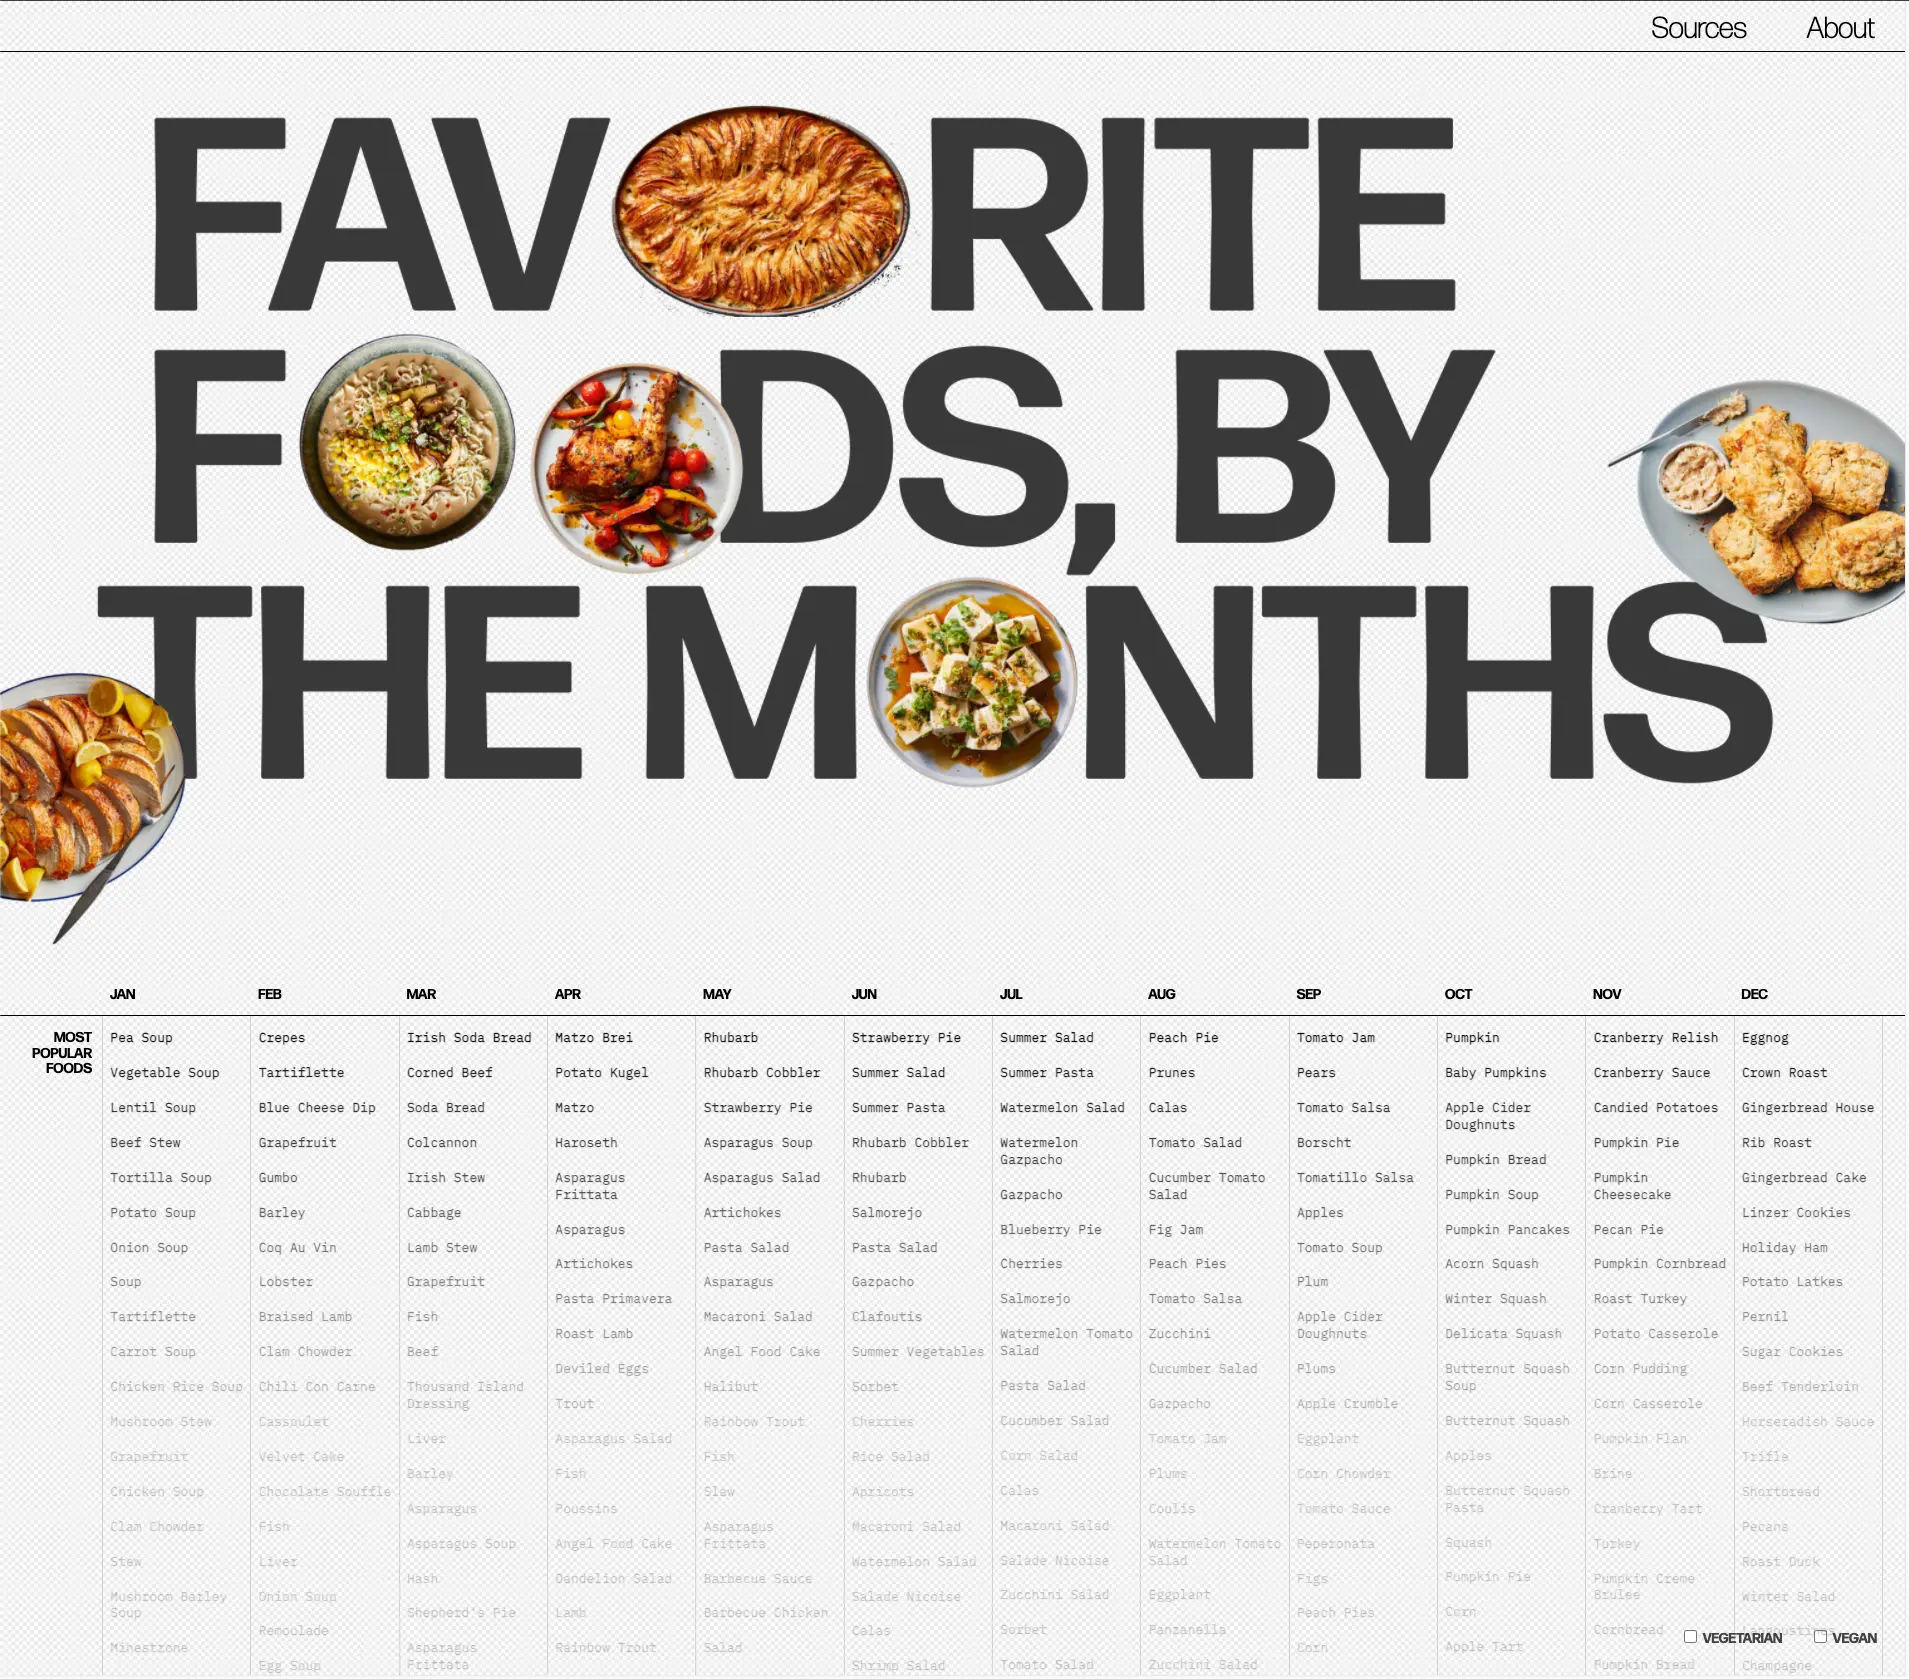 Sources About
FAVORITE
FOODS, BY
THE MONTHS
JAN FEB MAR APR MAY JUN JUL AUG SEP OCT NOV DEC
MOST
POPULAR
FOODS
Pea Soup
Vegetable Soup
Lentil Soup
Beef Stew
Tortilla Soup
Potato Soup
Onion Soup
Soup
Tartiflette
Carrot Soup
Chicken Rice Soup
Mushroom Stew
Grapefruit
Chicken Soup
Clam Chowder
Stew
Mushroom Barley
Soup
Minestrone
Crepes
Tartiflette
Blue Cheese Dip
Grapefruit
Gumbo
Barley
Coq Au Vin
Lobster
Braised Lamb
Clam Chowder
Chili Con Carne
Cassoulet
Velvet Cake
Chocolate Souffle
Fish
Liver
Onion Soup
Remoulade
Egg Soup
Irish Soda Bread
Corned Beef
Soda Bread
Colcannon
Irish Stew
Cabbage
Lamb Stew
Grapefruit
Fish
Beef
Thousand Island
Dressing
Liver
Barley
Asparagus
Asparagus Soup
Hash
Shepherd's Pie
Asparagus
Frittata
Matzo Brei
Potato Kugel
Matzo
Haroseth
Asparagus
Frittata
Asparagus
Artichokes
Pasta Primavera
Roast Lamb
Deviled Eggs
Trout
Asparagus Salad
Fish
Poussins
Angel Food Cake
Dandelion Salad
Lamb
Rainbow Trout
Rhubarb
Rhubarb Cobbler
Strawberry Pie
Asparagus Soup
Asparagus Salad
Artichokes
Pasta Salad
Asparagus
Macaroni Salad
Angel Food Cake
Halibut
Rainbow Trout
Fish
Slaw
Asparagus
Frittata
Barbecue Sauce
Barbecue Chicken
Salad
Strawberry Pie
Summer Salad
Summer Pasta
Rhubarb Cobbler
Rhubarb
Salmorejo
Pasta Salad
Gazpacho
Clafoutis
Summer Vegetables
Sorbet
Cherries
Rice Salad
Apricots
Macaroni Salad
Watermelon Salad
Salade Nicoise
Calas
Shrimp Salad
Summer Salad
Summer Pasta
Watermelon Salad
Watermelon
Gazpacho
Gazpacho
Blueberry Pie
Cherries
Salmorejo
Watermelon Tomato
Salad
Pasta Salad
Cucumber Salad
Corn Salad
Calas
Macaroni Salad
Salade Nicoise
Zucchini Salad
Sorbet
Tomato Salad
Peach Pie
Prunes
Calas
Tomato Salad
Cucumber Tomato
Salad
Fig Jam
Peach Pies
Tomato Salsa
Zucchini
Cucumber Salad
Gazpacho
Tomato Jam
Plums
Coulis
Watermelon Tomato
Salad
Eggplant
Panzanella
Zucchini Salad
Tomato Jam
Pears
Tomato Salsa
Borscht
Tomatillo Salsa
Apples
Tomato Soup
Plum
Apple Cider
Doughnuts
Plums
Apple Crumble
Eggplant
Corn Chowder
Tomato Sauce
Peperonata
Figs
Peach Pies
Corn
Pumpkin
Baby Pumpkins
Apple Cider
Doughnuts
Pumpkin Bread
Pumpkin Soup
Pumpkin Pancakes
Acorn Squash
Winter Squash
Delicata Squash
Butternut Squash
Soup
Butternut Squash
Apples
Butternut Squash
Pasta
Squash
Pumpkin Pie
Corn
Apple Tart
Cranberry Relish
Cranberry Sauce
Candied Potatoes
Pumpkin Pie
Pumpkin
Cheesecake
Pecan Pie
Pumpkin Cornbread
Roast Turkey
Potato Casserole
Corn Pudding
Corn Casserole
Pumpkin Flan
Brine
Cranberry Tart
Turkey
Pumpkin Creme
Brulee
Cornbread
Pumpkin Bread
Eggnog
Crown Roast
Gingerbread House
Rib Roast
Gingerbread Cake
Linzer Cookies
Holiday Ham
Potato Latkes
Pernil
Sugar Cookies
Beef Tenderloin
Horseradish Sauce
Trifle
Shortbread
Pecans
Roast Duck
Winter Salad
Champagne
VEGETARIAN VEGAN